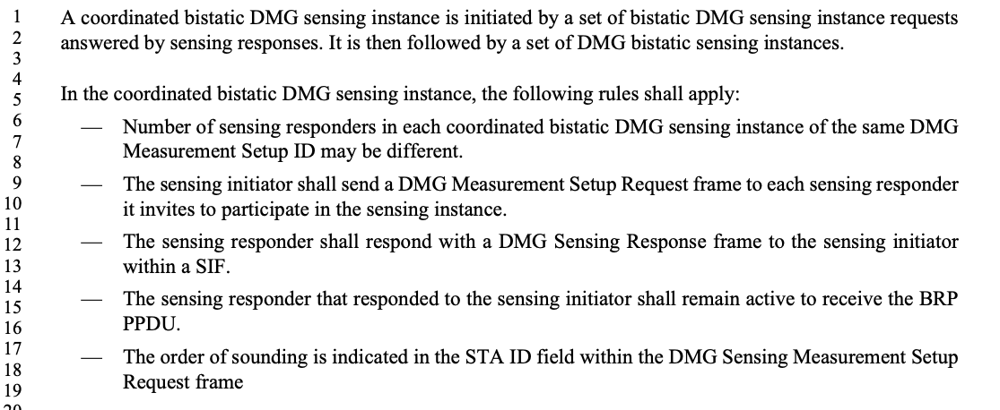 1 A coordinated bistatic DMG sensing instance is initiated by a set of bistatic DMG sensing instance requests
2 answered by sensing responses. It is then followed by a set of DMG bistatic sensing instances.
3
4
5 In the coordinated bistatic DMG sensing instance, the following rules shall apply:
6 — Number of sensing responders in each coordinated bistatic DMG sensing instance of the same DMG
7 Measurement Setup ID may be different.
8
9 — The sensing initiator shall send a DMG Measurement Setup Request frame to each sensing responder
10 it invites to participate in the sensing instance.
11
12 — The sensing responder shall respond with a DMG Sensing Response frame to the sensing initiator
13 within a SIF.
14
15 — The sensing responder that responded to the sensing initiator shall remain active to receive the BRP
16 PPDU.
17 — The order of sounding is indicated in the STA ID field within the DMG Sensing Measurement Setup
18 Request frame
19